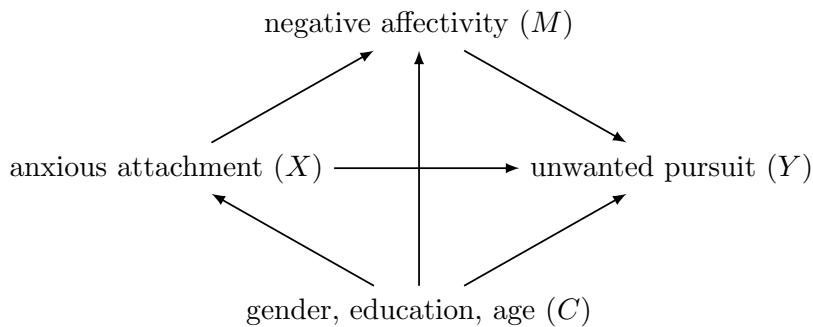 negative affectivity (M)
anxious attachment (X)
unwanted pursuit (Y)
gender, education, age (C)